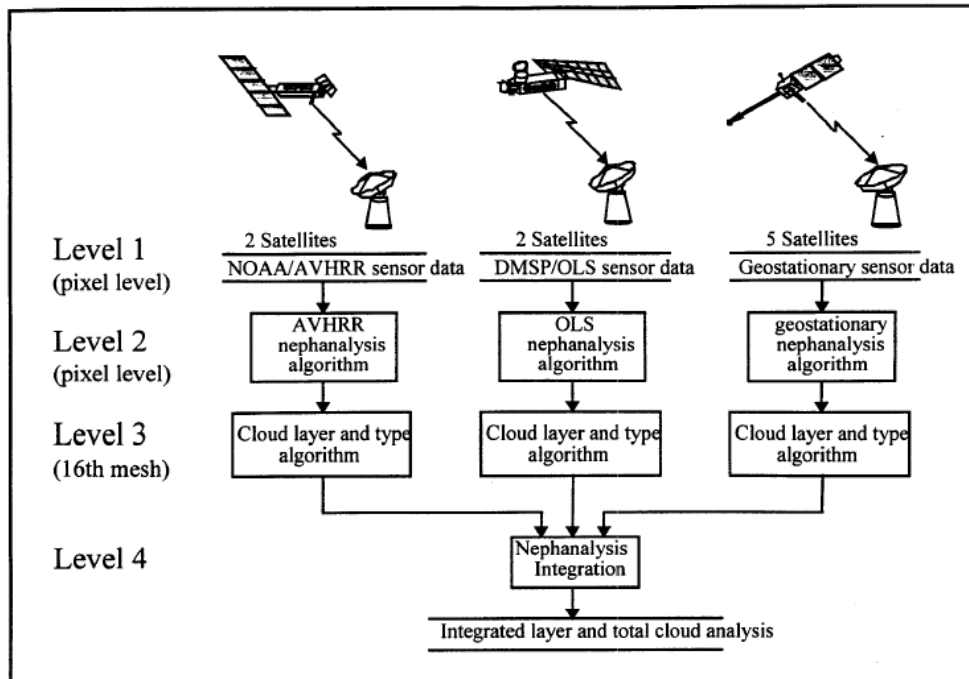 2 Satellites
2 Satellites
5 Satellites
Level 1
(pixel level)
NOAA/AVHRR sensor data
DMSP/OLS sensor data
Geostationary sensor data
Level 2
(pixel level)
AVHRR
nephanalysis
algorithm
OLS
nephanalysis
algorithm
geostationary
nephanalysis
algorithm
Level 3
(16th mesh)
Cloud layer and type
algorithm
Cloud layer and type
algorithm
Cloud layer and type
algorithm
Level 4
Nephanalysis
Integration
Integrated layer and total cloud analysis